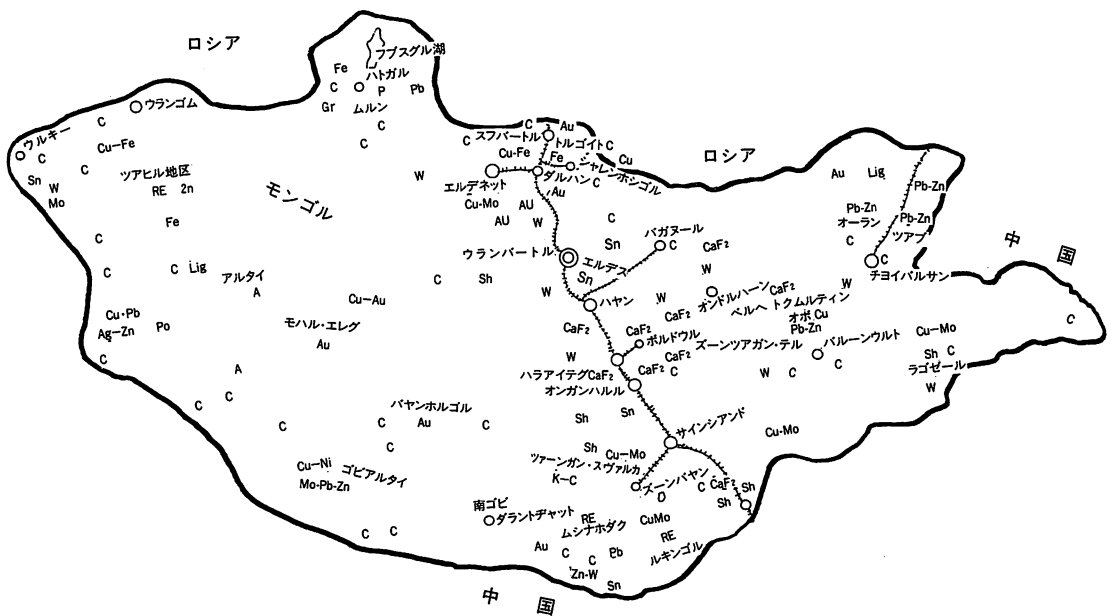 ロシア
フブスグル湖
Fe
ハトガル
C
P
Pb
Gr
ムルン
C
C
ウランゴム
C
ウルキー
C
Cu–Fe
C
Sn
W
Mo
ツアヒル地区
RE 2n
モンゴル
Fe
C
C
C Lig
アルタイ
A
Cu–Au
Cu・Pb
Ag–Zn
Po
モハル・エレグ
Au
C
A
C
C
C
バヤンホルゴル
C
Au
C
C
Cu–Ni
ゴビアルタイ
Mo-Pb-Zn
C
C
C
Au
スフバートル
トルゴイト
C
C
Cu-Fe
Fe
シャレンホシゴル
Cu
ロシア
W
エルデネット
ダルハン
C
Cu-Mo
AU
Au
AU
W
C
Sn
バガヌール
C
CaF2
ウランバートル
エルデス
Sn
C
Sh
W
ハヤン
W
W
オンドルハーン
CaF2
ベルヘ
トクムルティン
オボ
Cu
Pb-Zn
CaF2
CaF2
CaF2
ボルドウル
ズーンツアガン・テル
バルーンウルト
W
CaF2
C
ハラアイテグ
CaF2
CaF2
オンガンハルル
W
C
C
Au
Lig
Pb-Zn
Pb-Zn
オーラン
Pb-Zn
ツアブ
C
C
チヨイバルサン
W
中国
C
Cu–Mo
Sh
C
ラゴゼール
W
Sh
Sn
サインシアンド
Cu-Mo
Sh
Cu–Mo
ツァーンガン・スヴァルカ
K–C
ズーンバヤン
O
C
CaF2
Sh
Sh
南ゴビ
ダラントヂャット
RE
ムシナホダク
CuMo
RE
ルキンゴル
Au
C
C
Pb
Zn-W
Sn
中国